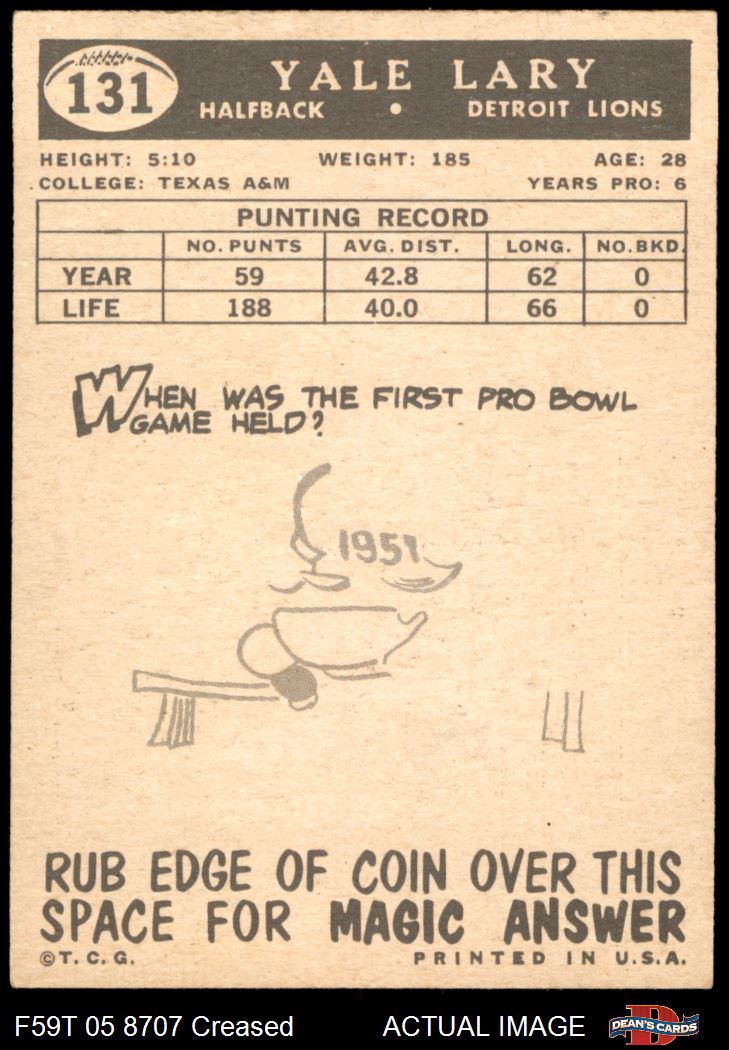 131
YALE LARY
HALFBACK • DETROIT LIONS
HEIGHT: 5:10 WEIGHT: 185 AGE: 28
COLLEGE: TEXAS A&M YEARS PRO: 6
PUNTING RECORD
NO. PUNTS AVG. DIST. LONG. NO. BKD.
YEAR 59 42.8 62 0
LIFE 188 40.0 66 0
WHEN WAS THE FIRST PRO BOWL
GAME HELD?
1951
RUB EDGE OF COIN OVER THIS
SPACE FOR MAGIC ANSWER
©T.C.G. PRINTED IN U.S.A.
F59T 05 8707 Creased ACTUAL IMAGE DEAN'S CARDS